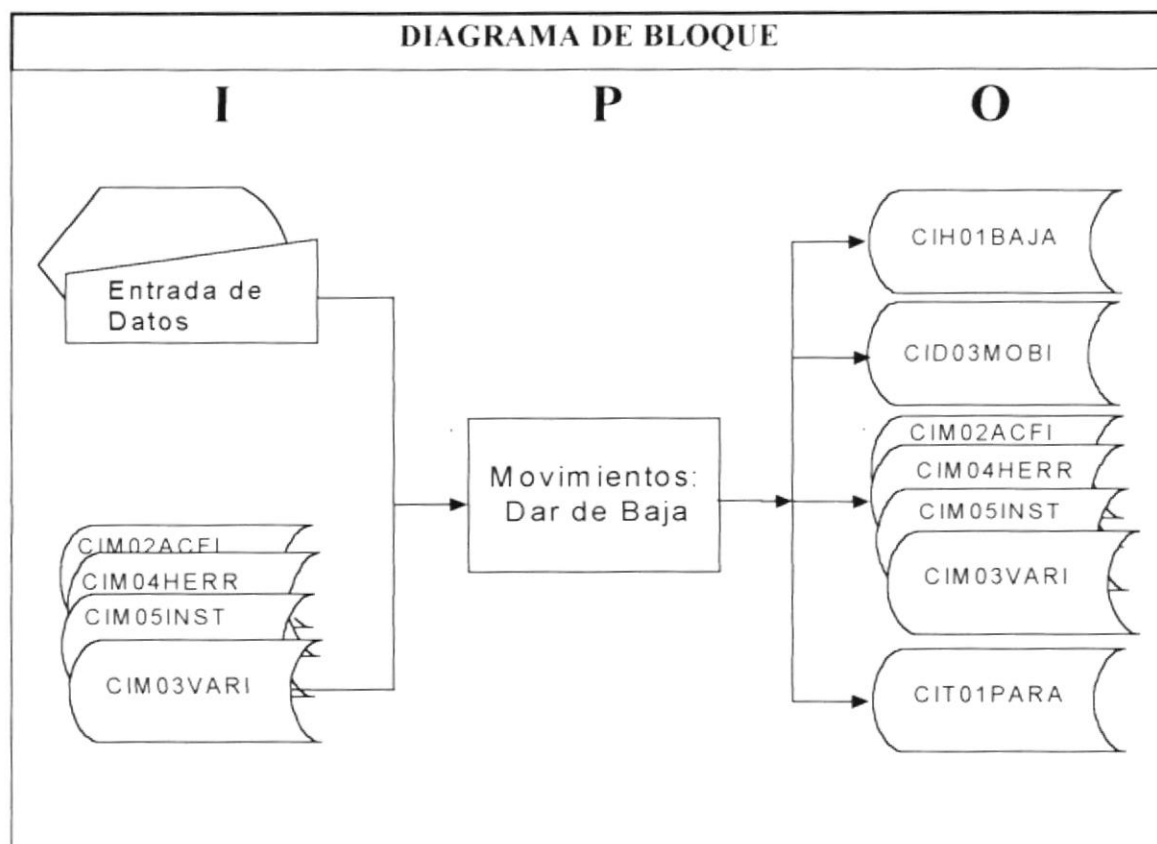 DIAGRAMA DE BLOQUE
I P O
Entrada de
Datos
CIM02ACFI
CIM04HERR
CIM05INST
CIM03VARI
Movimientos:
Dar de Baja
CIH01BAJA
CID03MOBI
CIM02ACFI
CIM04HERR
CIM05INST
CIM03VARI
CIT01PARA